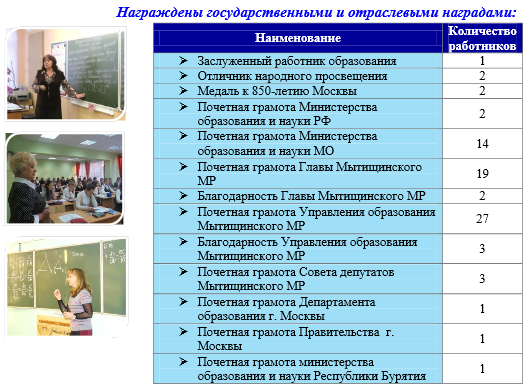 Награждены государственными и отраслевыми наградами:
Наименование
Количество
работников
Заслуженный работник образования
1
Отличник народного просвещения
2
Медаль к 850-летию Москвы
2
Почетная грамота Министерства
образования и науки РФ
2
Почетная грамота Министерства
образования и науки МО
14
Почетная грамота Главы Мытищинского
МР
19
Благодарность Главы Мытищинского МР
2
Почетная грамота Управления образования
Мытищинского МР
27
Благодарность Управления образования
Мытищинского МР
3
Почетная грамота Совета депутатов
Мытищинского МР
3
Почетная грамота Департамента
образования г. Москвы
1
Почетная грамота Правительства г.
Москвы
1
Почетная грамота министерства
образования и науки Республики Бурятия
1